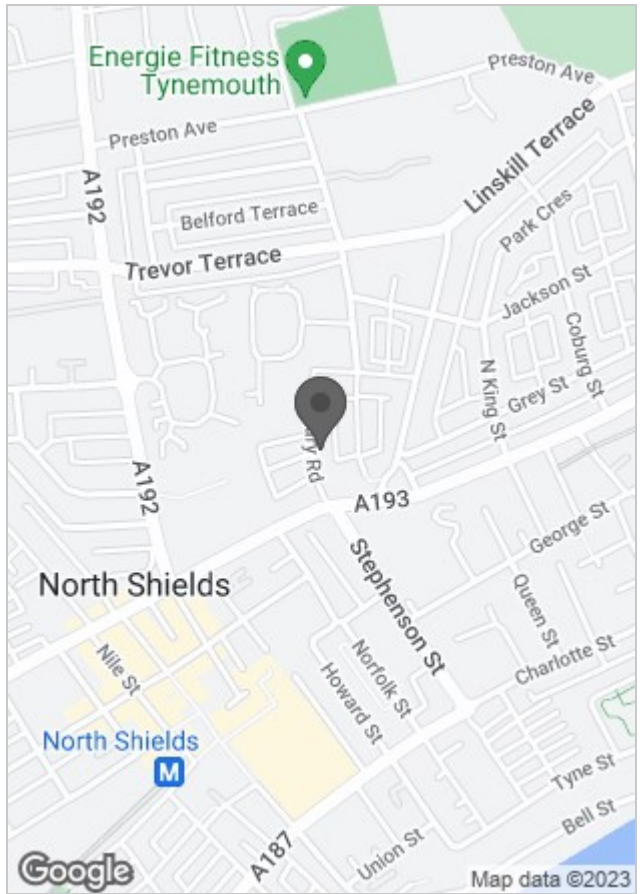 Energie Fitness
Tynemouth
Preston Ave
Preston Ave
A192
Linskill Terrace
Belford Terrace
Park Cres
Trevor Terrace
Jackson St
Coburg St
N King St
Grey St
Rd
A192
A193
George St
Stephenson St
North Shields
Queen St
Nile St
Norfolk St
Charlotte St
Howard St
North Shields
M
Tyne St
Bell St
Union St
A187
Google
Map data ©2023